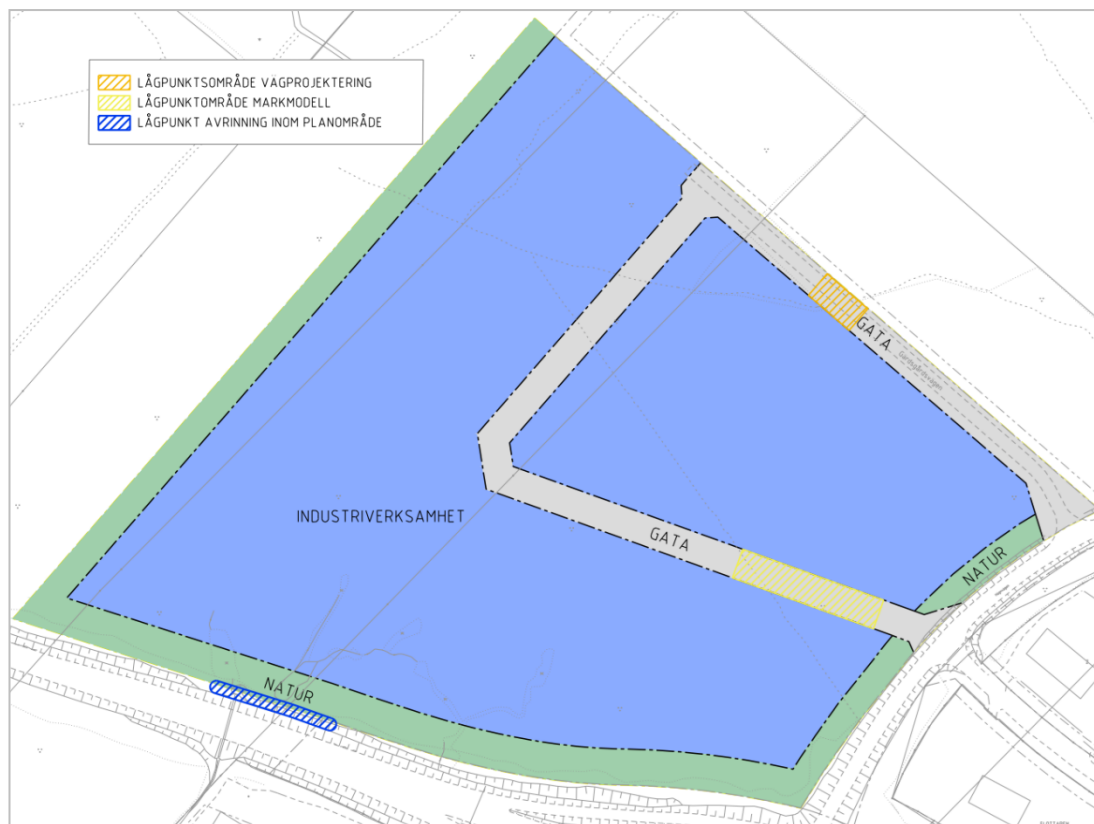 LÅGPUNKTSOMRÅDE VÄGPROJEKTERING
LÅGPUNKTOMRÅDE MARKMODELL
LÅGPUNKT AVRINNING INOM PLANOMRÅDE
GATA
INDUSTRIVERKSAMHET
GATA
NATUR
NATUR